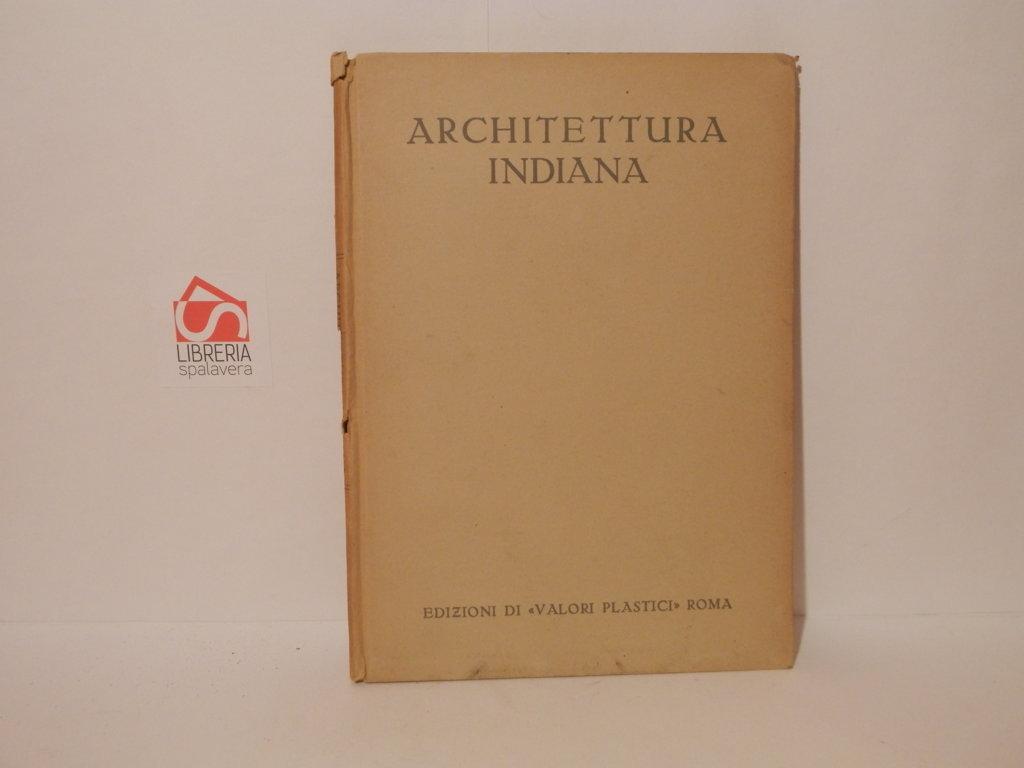 ARCHITETTURA
INDIANA
EDIZIONI DI «VALORI PLASTICI» ROMA
LIBRERIA
spalavera